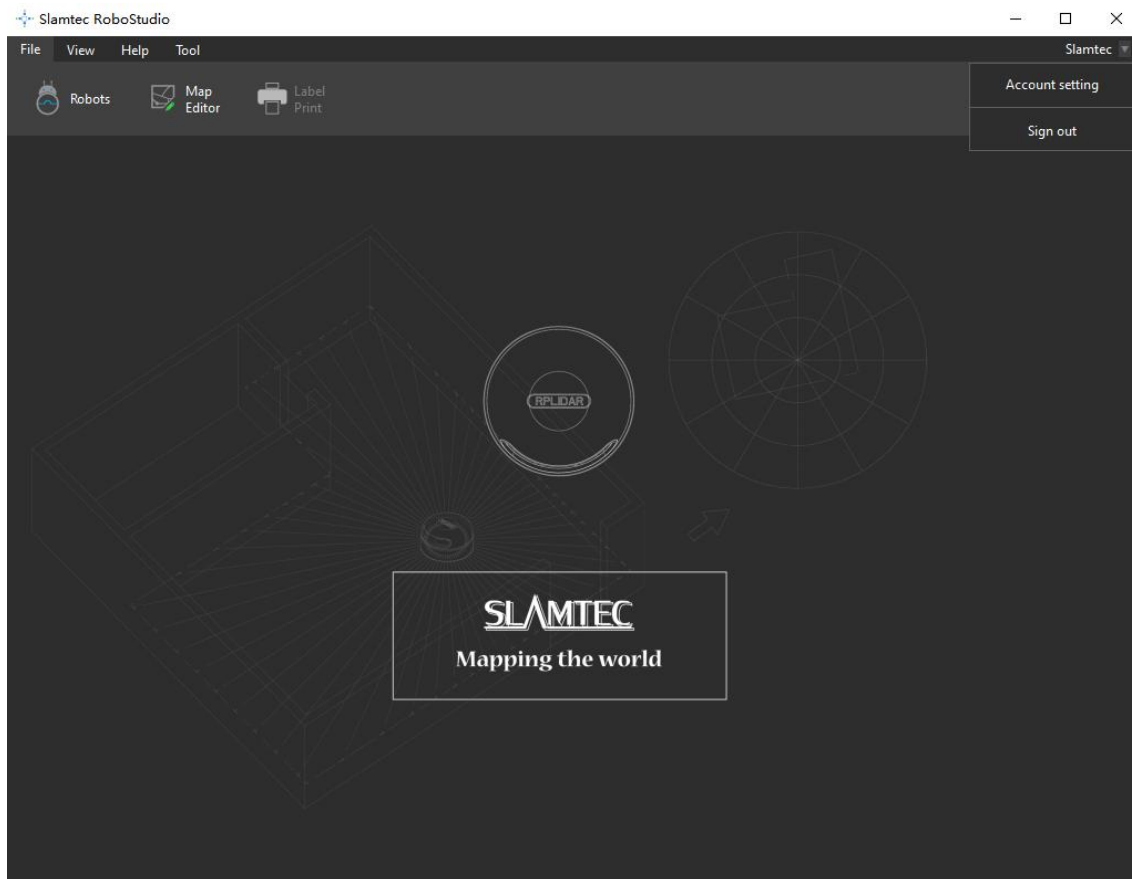 Slamtec RoboStudio
File View Help Tool Slamtec
Robots
Map
Editor
Label
Print
Account setting
Sign out
RPLIDAR
SLAMTEC
Mapping the world